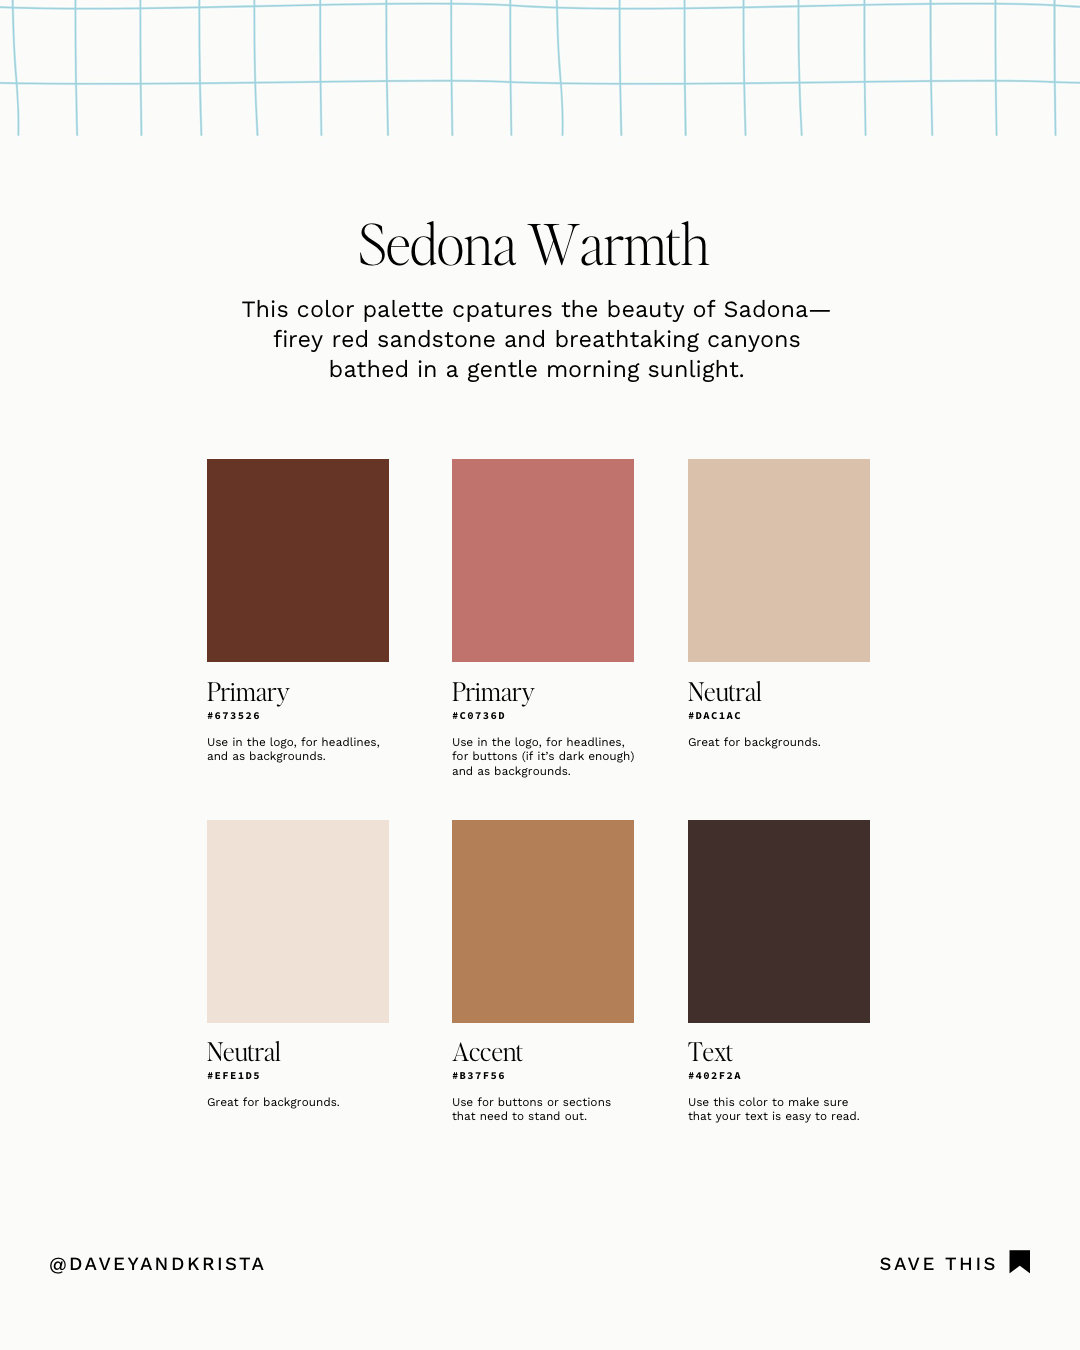 Sedona Warmth
This color palette cpatures the beauty of Sadona—
firey red sandstone and breathtaking canyons
bathed in a gentle morning sunlight.
Primary
#673526
Use in the logo, for headlines,
and as backgrounds.
Primary
#C0736D
Use in the logo, for headlines,
for buttons (if it’s dark enough)
and as backgrounds.
Neutral
#DAC1AC
Great for backgrounds.
Neutral
#EFE1D5
Great for backgrounds.
Accent
#B37F56
Use for buttons or sections
that need to stand out.
Text
#402F2A
Use this color to make sure
that your text is easy to read.
@DAVEYANDKRISTA
SAVE THIS